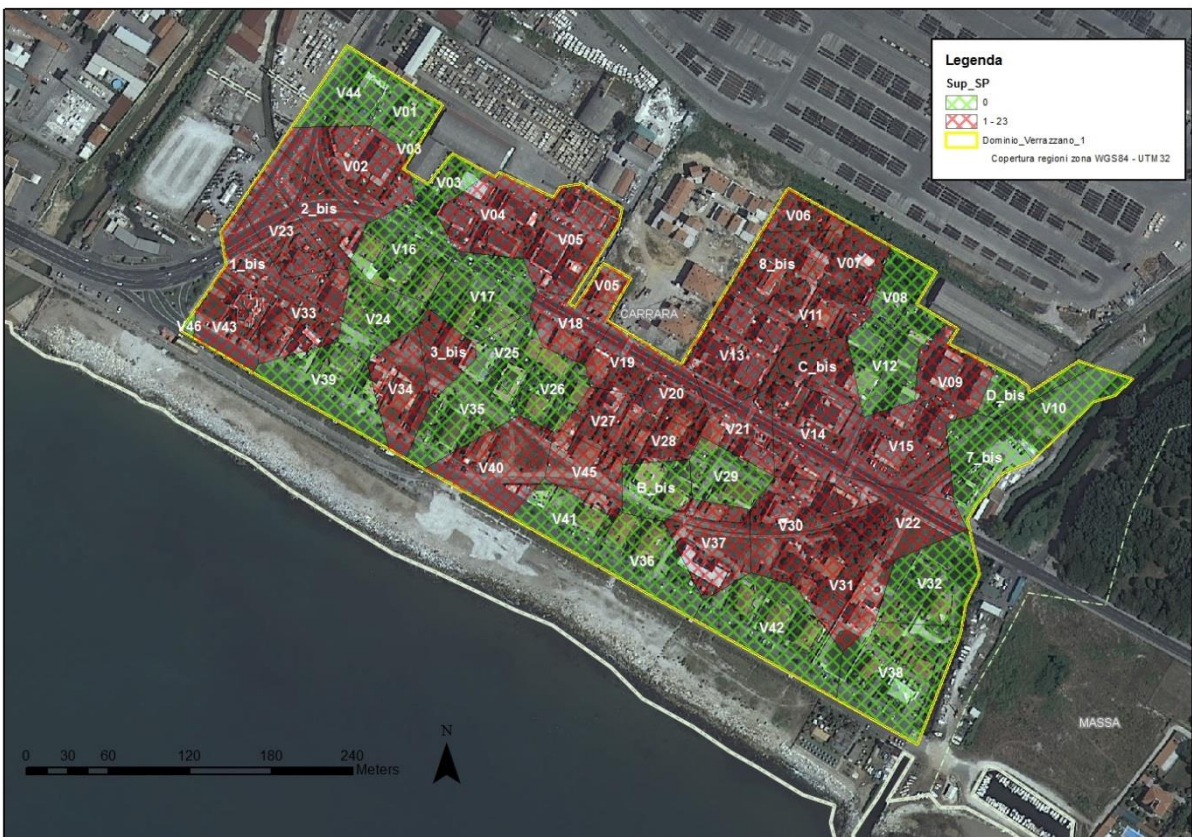 Legenda
Sup_SP
0
1 - 23
Dominio_Verrazzano_1
Copertura regioni zona WGS84 - UTM 32
V44
V01
V03
V02
V03
V04
2_bis
V05
V06
V23
V16
8_bis
V07
1_bis
V05
V08
V17
V11
V33
V24
V18
CARRARA
V46
V43
3_bis
V25
V19
V13
V12
C_bis
V39
V34
V26
V20
V09
D_bis
V10
V35
V27
V21
V14
V28
V15
7_bis
V40
V45
V29
B_bis
V41
V30
V22
V37
V36
V31
V32
V42
V38
MASSA
N
0 30 60 120 180 240
Meters